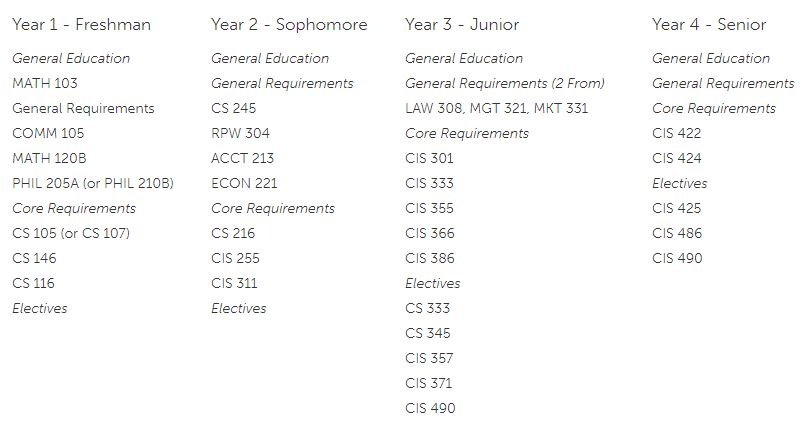 Year 1 - Freshman
General Education
MATH 103
General Requirements
COMM 105
MATH 120B
PHIL 205A (or PHIL 210B)
Core Requirements
CS 105 (or CS 107)
CS 146
CS 116
Electives
Year 2 - Sophomore
General Education
General Requirements
CS 245
RPW 304
ACCT 213
ECON 221
Core Requirements
CS 216
CIS 255
CIS 311
Electives
Year 3 - Junior
General Education
General Requirements (2 From)
LAW 308, MGT 321, MKT 331
Core Requirements
CIS 301
CIS 333
CIS 355
CIS 366
CIS 386
Electives
CS 333
CS 345
CIS 357
CIS 371
CIS 490
Year 4 - Senior
General Education
General Requirements
Core Requirements
CIS 422
CIS 424
Electives
CIS 425
CIS 486
CIS 490